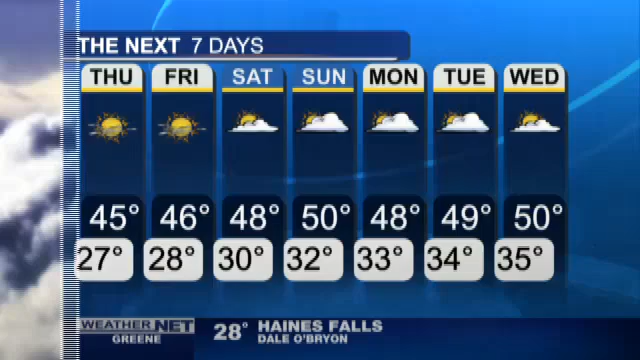 THE NEXT 7 DAYS
THU FRI SAT SUN MON TUE WED
45° 46° 48° 50° 48° 49° 50°
27° 28° 30° 32° 33° 34° 35°
WEATHER NET
GREENE
28° HAINES FALLS
DALE O'BRYON